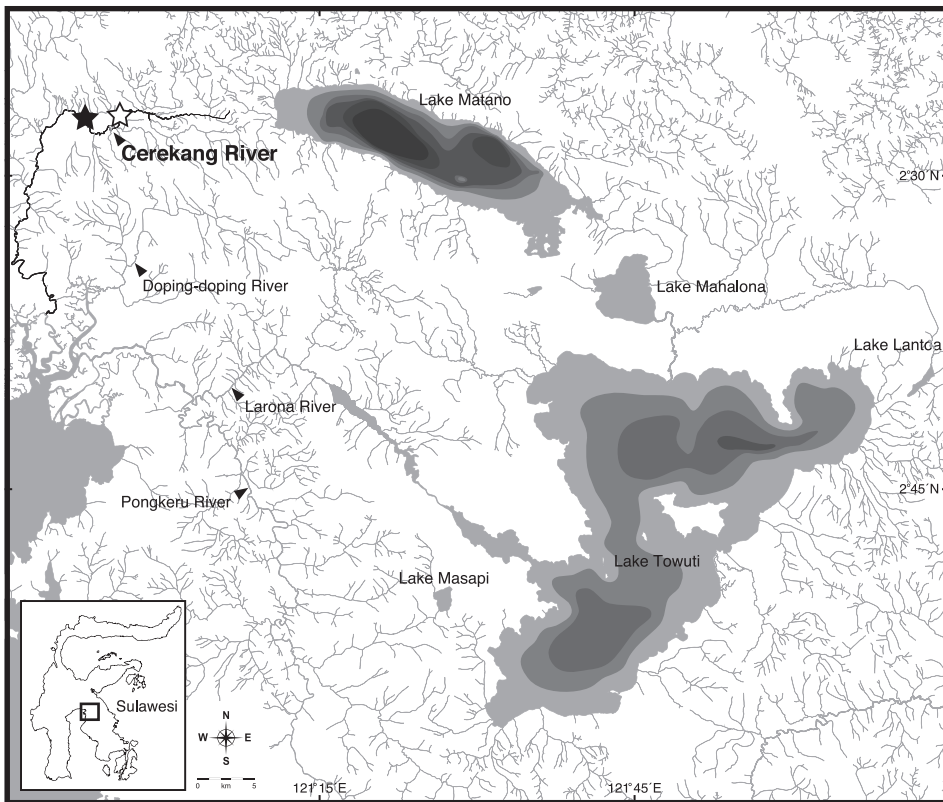 Lake Matano
Cerekang River
2°30´N
Doping-doping River
Lake Mahalona
Lake Lantoa
Larona River
Pongkeru River
2°45´N
Lake Towuti
Lake Masapi
Sulawesi
N
W E
S
0 km 5
121°15´E
121°45´E